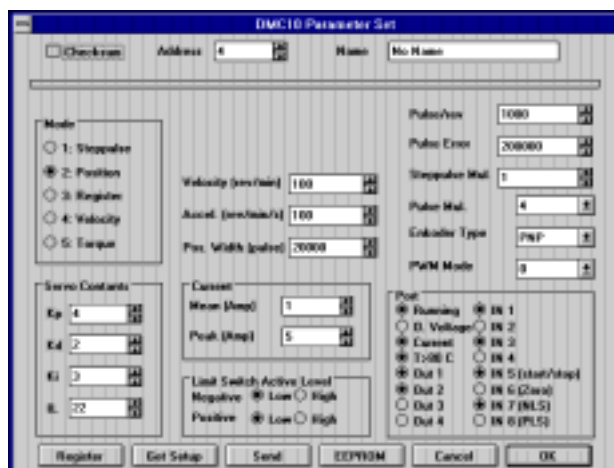 DMC10 Parameter Set
Checksum
Address 4
Name No Name
Pulse/rev 1000
Pulse Error 200000
Steppulse Mul. 1
Pulse Mul. 4
Enkoder Type PNP
PWM Mode 0
Mode
1: Steppulse
2: Position
3: Register
4: Velocity
5: Torque
Velocity (rev/min) 100
Accel. (rev/min/s) 100
Pos. Width (pulse) 20000
Servo Contants
Kp 4
Kd 2
Ki 3
IL 22
Current
Mean (Amp) 1
Peak (Amp) 5
Limit Switch Active Level
Negative Low High
Positive Low High
Port
Running IN 1
O. Voltage IN 2
Current IN 3
T>80 C IN 4
Out 1 IN 5 (start/stop)
Out 2 IN 6 (Zero)
Out 3 IN 7 (NLS)
Out 4 IN 8 (PLS)
Register Get Setup Send EEPROM Cancel OK